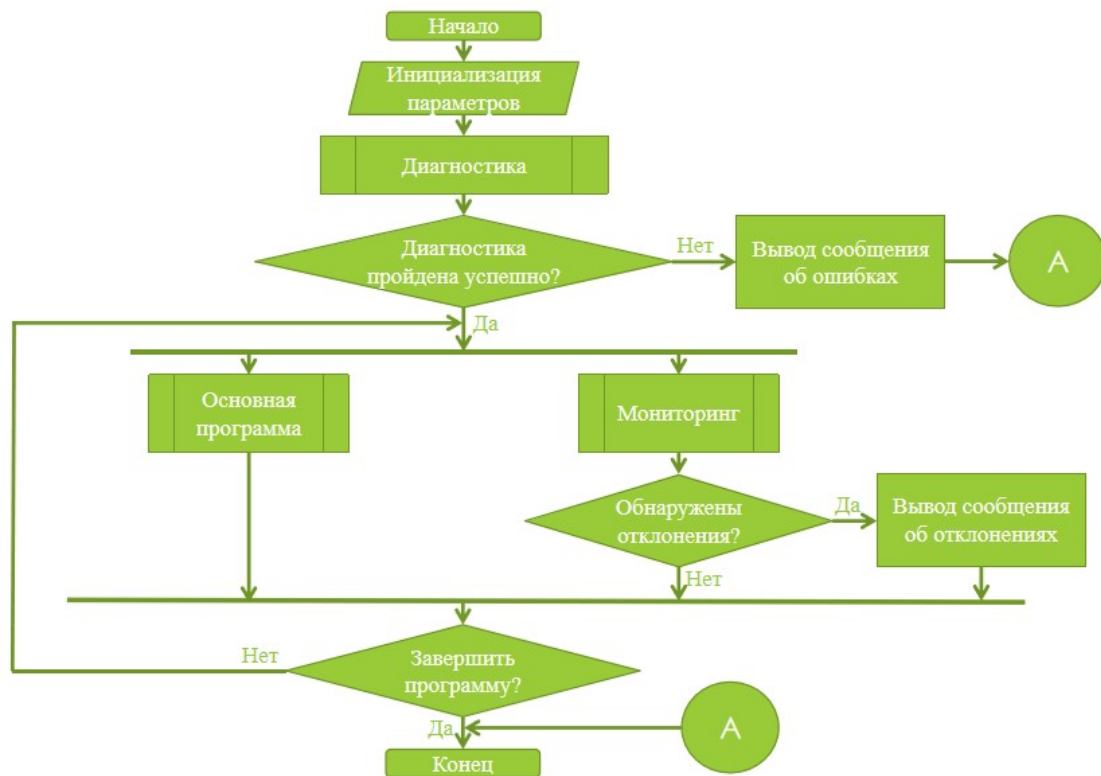 Начало
Инициализация
параметров
Диагностика
Диагностика
пройдена успешно?
Нет
Вывод сообщения
об ошибках
А
Да
Основная
программа
Мониторинг
Обнаружены
отклонения?
Да
Вывод сообщения
об отклонениях
Нет
Завершить
программу?
Нет
Да
А
Конец